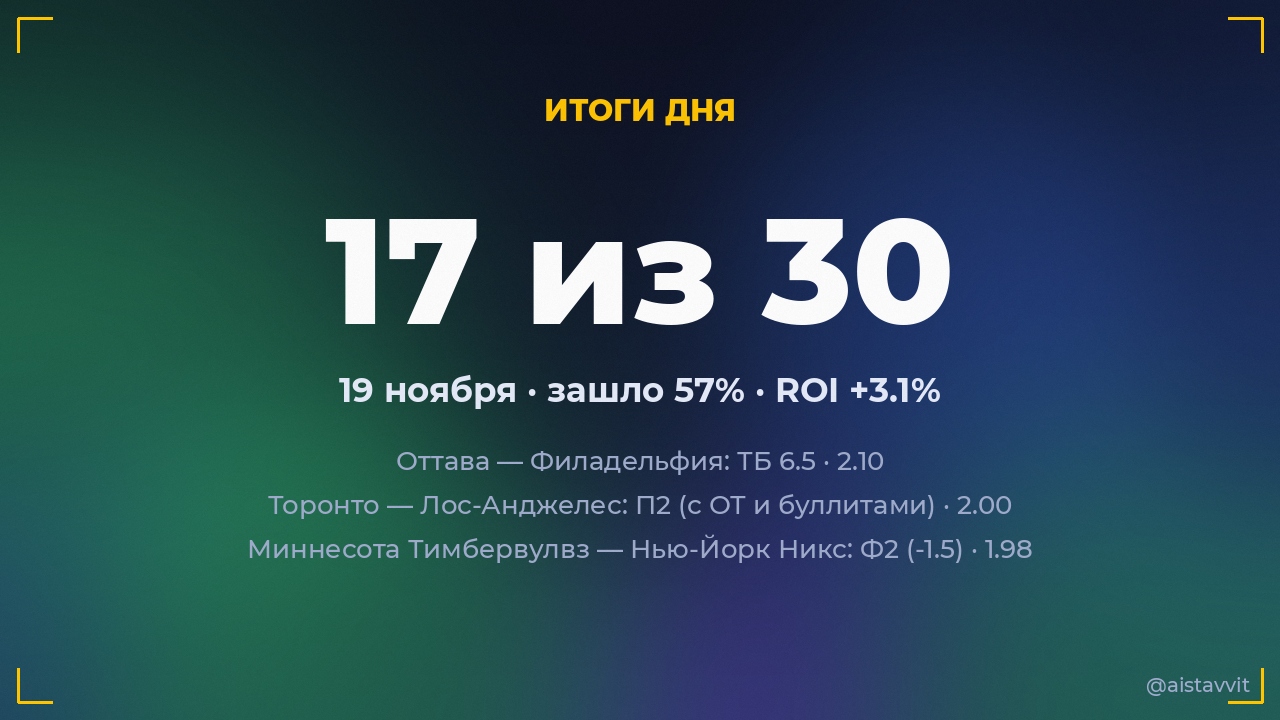 ИТОГИ ДНЯ
17 из 30
19 ноября · зашло 57% · ROI +3.1%
Оттава — Филадельфия: ТБ 6.5 · 2.10
Торонто — Лос-Анджелес: П2 (с ОТ и буллитами) · 2.00
Миннесота Тимбервулвз — Нью-Йорк Никс: Ф2 (-1.5) · 1.98
@aistavvit